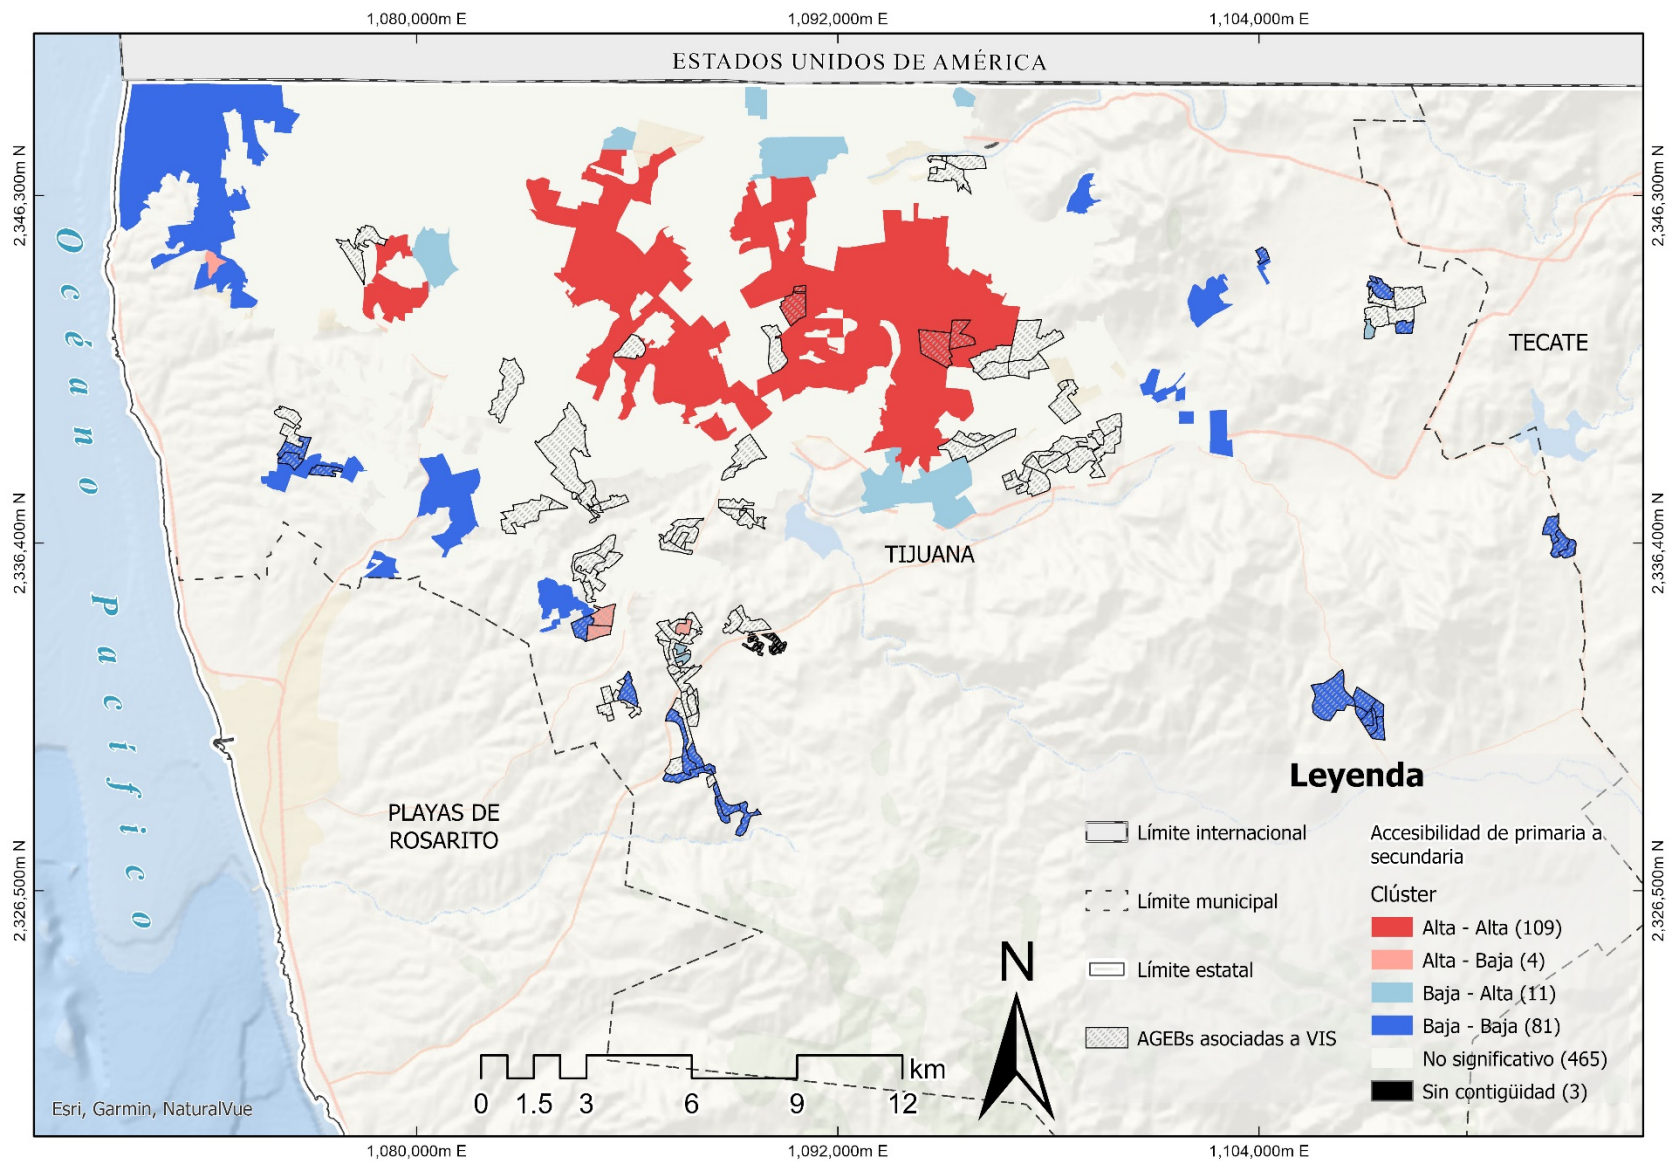 1,080,000m E
1,092,000m E
1,104,000m E
ESTADOS UNIDOS DE AMÉRICA
2,346,300m N
2,346,300m N
Océano Pacífico
TECATE
2,336,400m N
2,336,400m N
TIJUANA
PLAYAS DE
ROSARITO
2,326,500m N
2,326,500m N
Leyenda
Límite internacional
Límite municipal
Límite estatal
AGEBs asociadas a VIS
Accesibilidad de primaria a
secundaria
Clúster
Alta - Alta (109)
Alta - Baja (4)
Baja - Alta (11)
Baja - Baja (81)
No significativo (465)
Sin contigüidad (3)
N
km
0 1.5 3 6 9 12
Esri, Garmin, NaturalVue
1,080,000m E
1,092,000m E
1,104,000m E